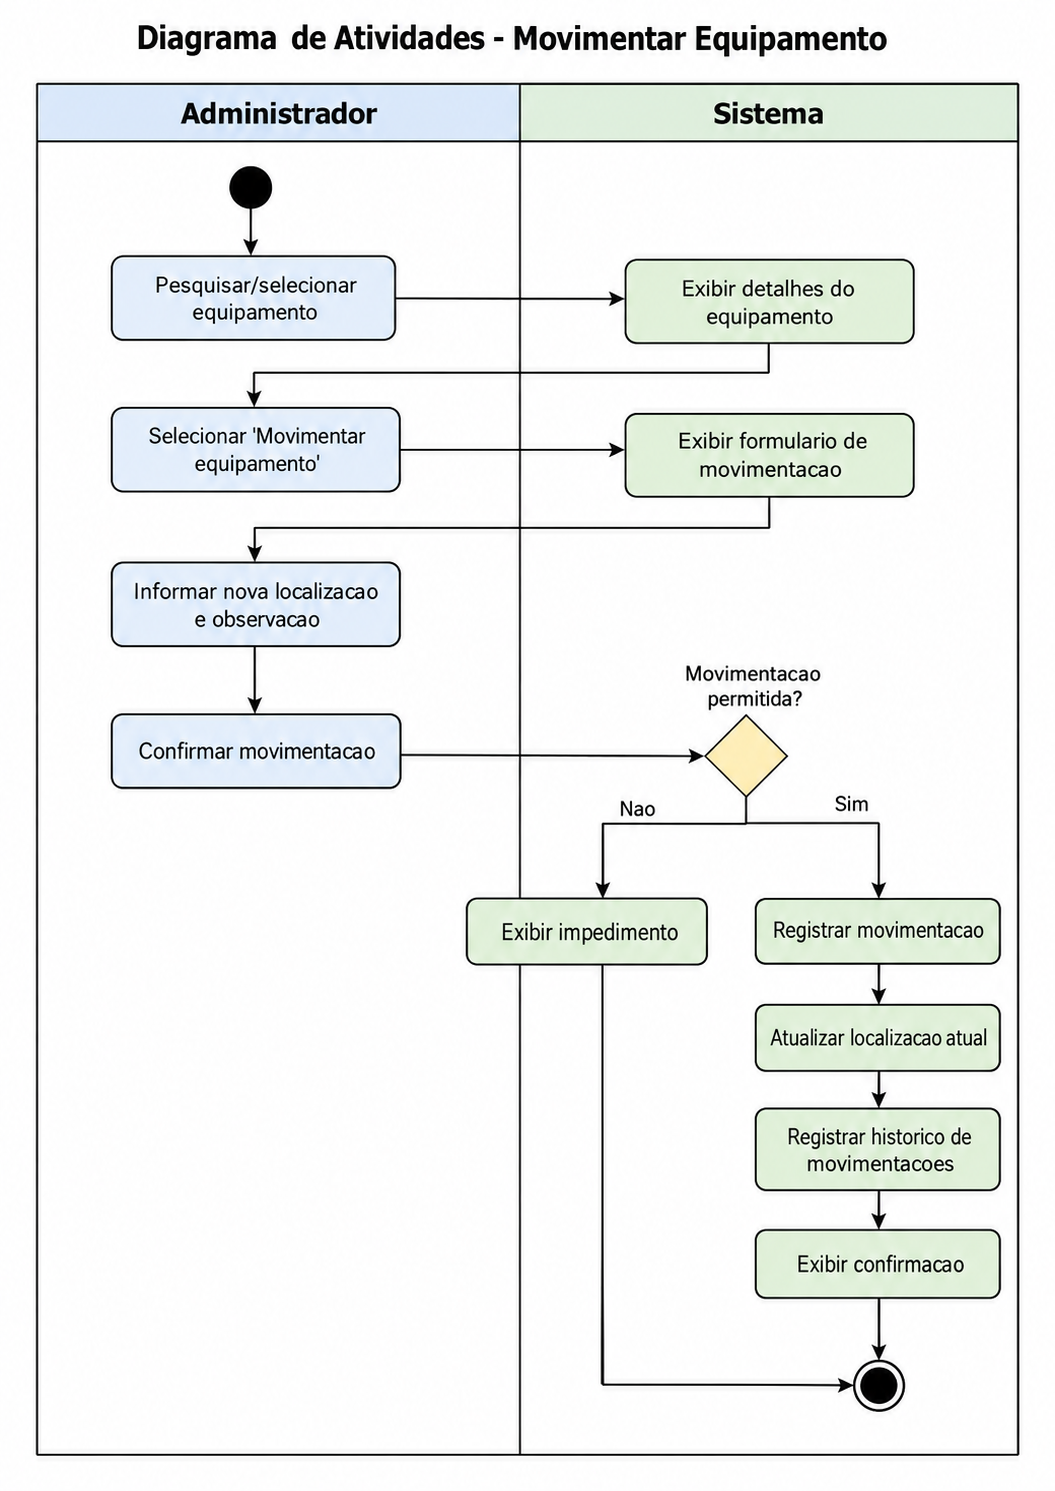 Diagrama de Atividades - Movimentar Equipamento
Administrador
Sistema
Pesquisar/selecionar
equipamento
Exibir detalhes do
equipamento
Selecionar 'Movimentar
equipamento'
Exibir formulario de
movimentacao
Informar nova localizacao
e observacao
Movimentacao
permitida?
Confirmar movimentacao
Nao
Sim
Exibir impedimento
Registrar movimentacao
Atualizar localizacao atual
Registrar historico de
movimentacoes
Exibir confirmacao